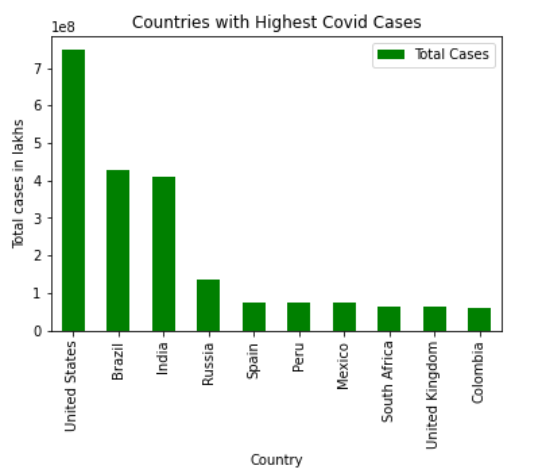 Countries with Highest Covid Cases
1e8
Total Cases
Total cases in lakhs
7
6
5
4
3
2
1
0
United States
Brazil
India
Russia
Spain
Peru
Mexico
South Africa
United Kingdom
Colombia
Country